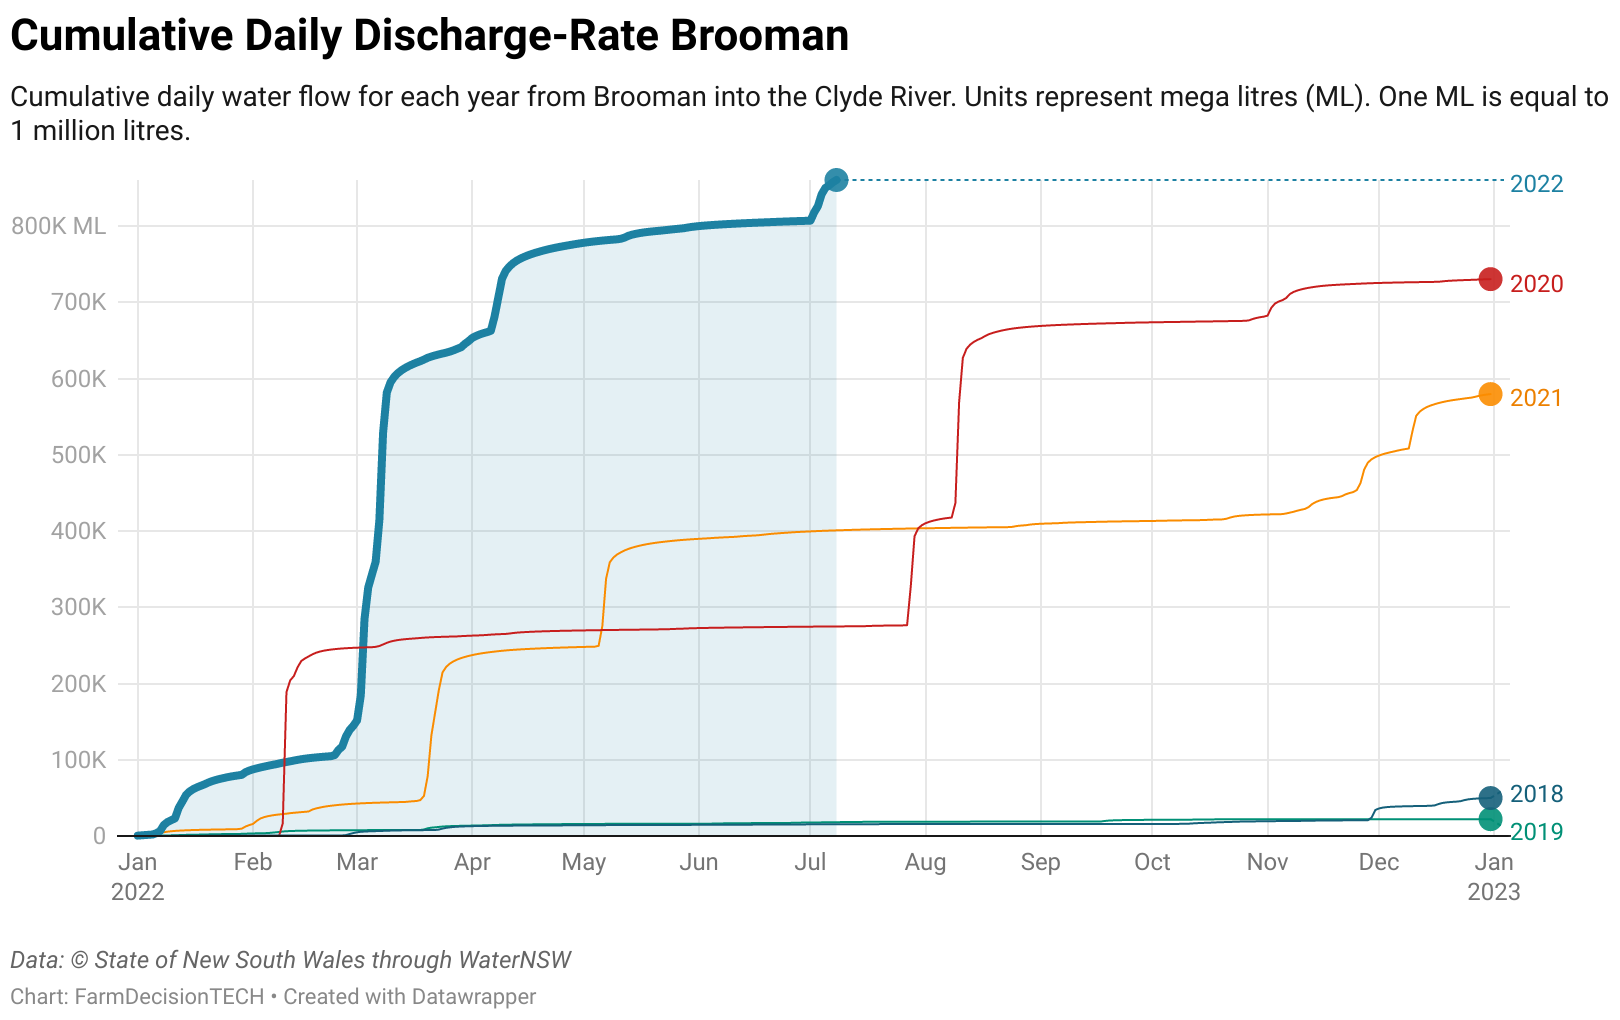 Cumulative Daily Discharge-Rate Brooman
Cumulative daily water flow for each year from Brooman into the Clyde River. Units represent mega litres (ML). One ML is equal to
1 million litres.
2022
800K ML
2020
700K
600K
2021
500K
400K
300K
200K
100K
2018
0
2019
Jan Feb Mar Apr May Jun Jul Aug Sep Oct Nov Dec Jan
2022 2023
Data: © State of New South Wales through WaterNSW
Chart: FarmDecisionTECH • Created with Datawrapper